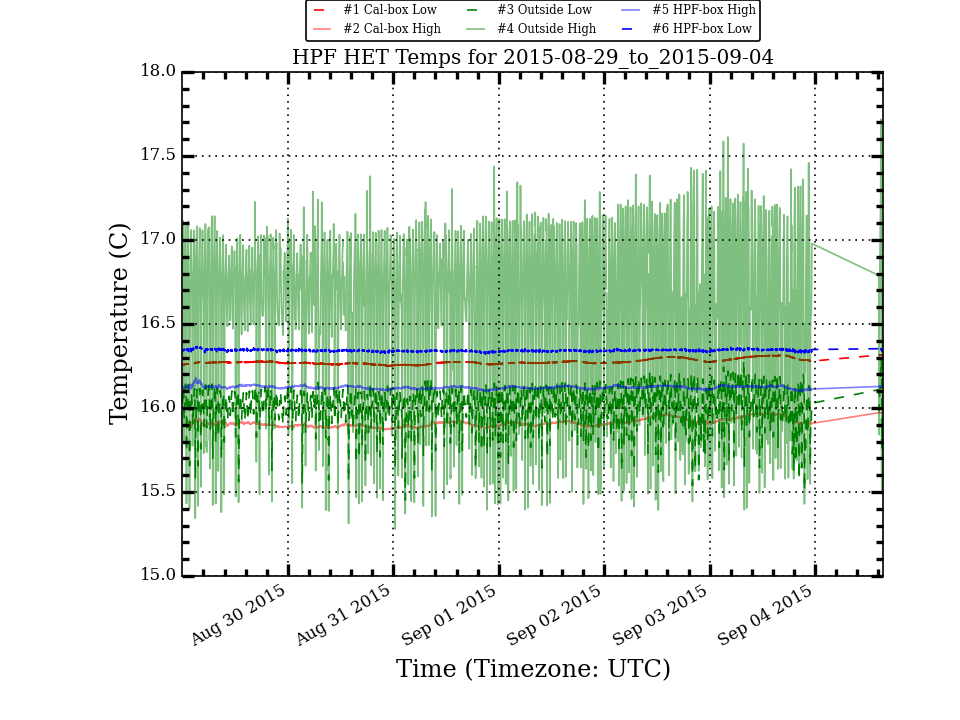 #1 Cal-box Low #3 Outside Low #5 HPF-box High
#2 Cal-box High #4 Outside High #6 HPF-box Low
HPF HET Temps for 2015-08-29_to_2015-09-04
18.0
17.5
17.0
16.5
16.0
15.5
15.0
Temperature (C)
Aug 30 2015 Aug 31 2015 Sep 01 2015 Sep 02 2015 Sep 03 2015 Sep 04 2015
Time (Timezone: UTC)